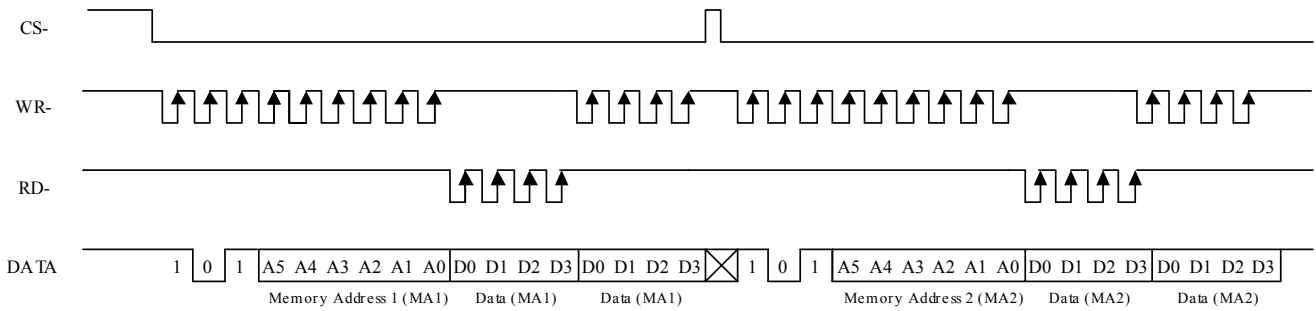 CS-
WR-
RD-
DATA 1 0 1 A5 A4 A3 A2 A1 A0 D0 D1 D2 D3 D0 D1 D2 D3 1 0 1 A5 A4 A3 A2 A1 A0 D0 D1 D2 D3 D0 D1 D2 D3
Memory Address 1 (MA1) Data (MA1) Data (MA1) Memory Address 2 (MA2) Data (MA2) Data (MA2)